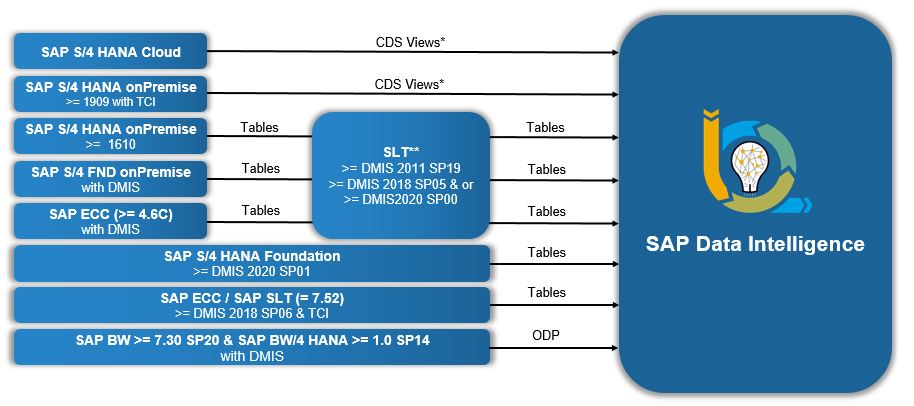 SAP S/4 HANA Cloud
CDS Views*
SAP S/4 HANA onPremise
>= 1909 with TCI
CDS Views*
SAP S/4 HANA onPremise
>= 1610
Tables
SAP S/4 FND onPremise
with DMIS
Tables
SAP ECC (>= 4.6C)
with DMIS
Tables
SLT**
>= DMIS 2011 SP19
>= DMIS 2018 SP05 & or
>= DMIS2020 SP00
Tables
Tables
Tables
SAP S/4 HANA Foundation
>= DMIS 2020 SP01
Tables
SAP ECC / SAP SLT (= 7.52)
>= DMIS 2018 SP06 & TCI
Tables
SAP BW >= 7.30 SP20 & SAP BW/4 HANA >= 1.0 SP14
with DMIS
ODP
SAP Data Intelligence